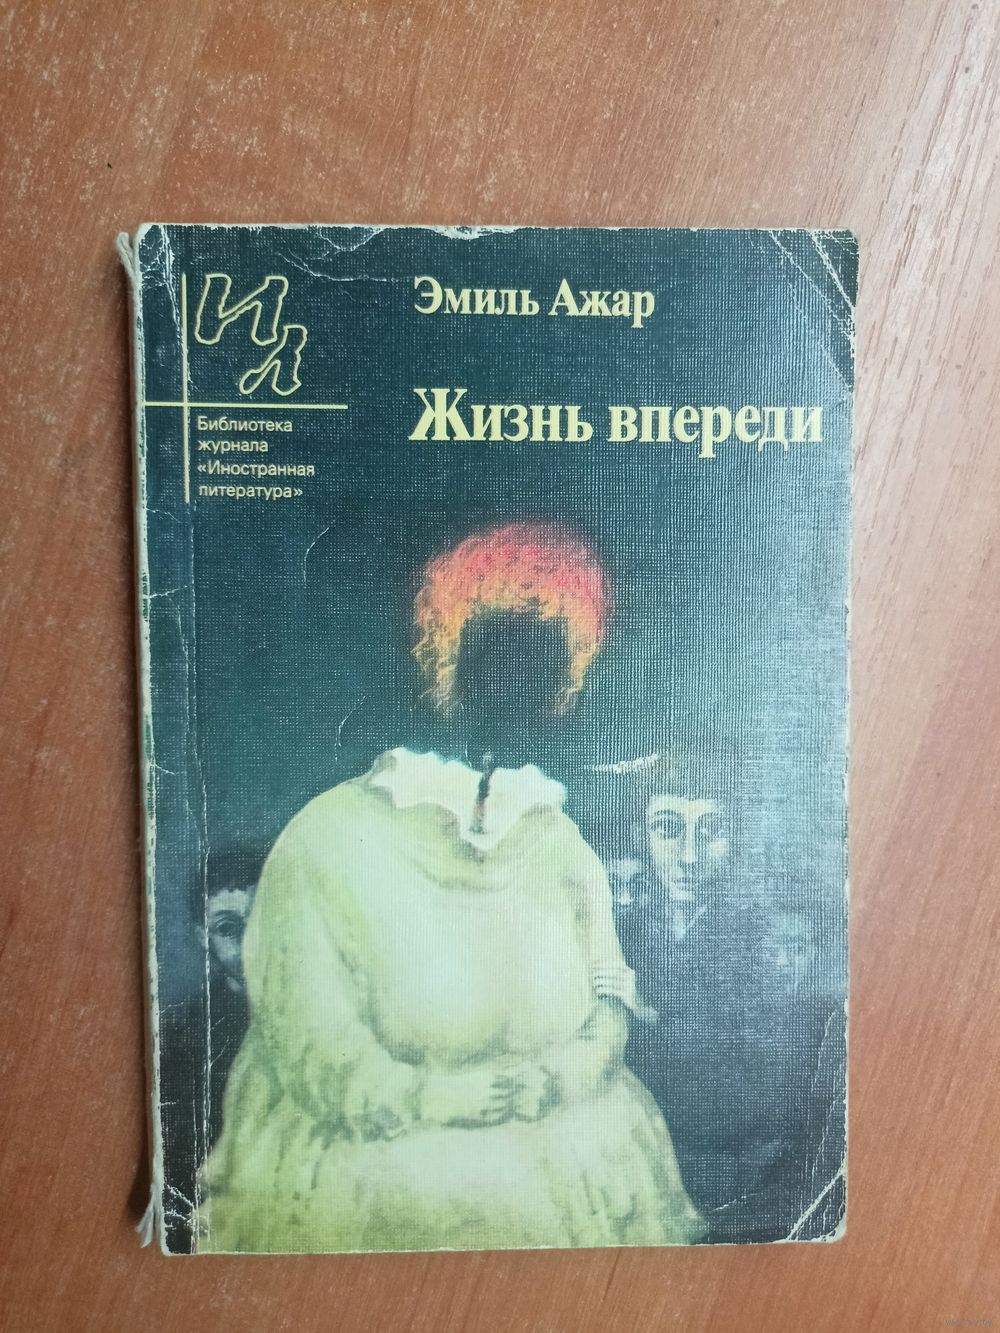 Эмиль Ажар
Жизнь впереди
ИЛ
Библиотека
журнала
«Иностранная
литература»